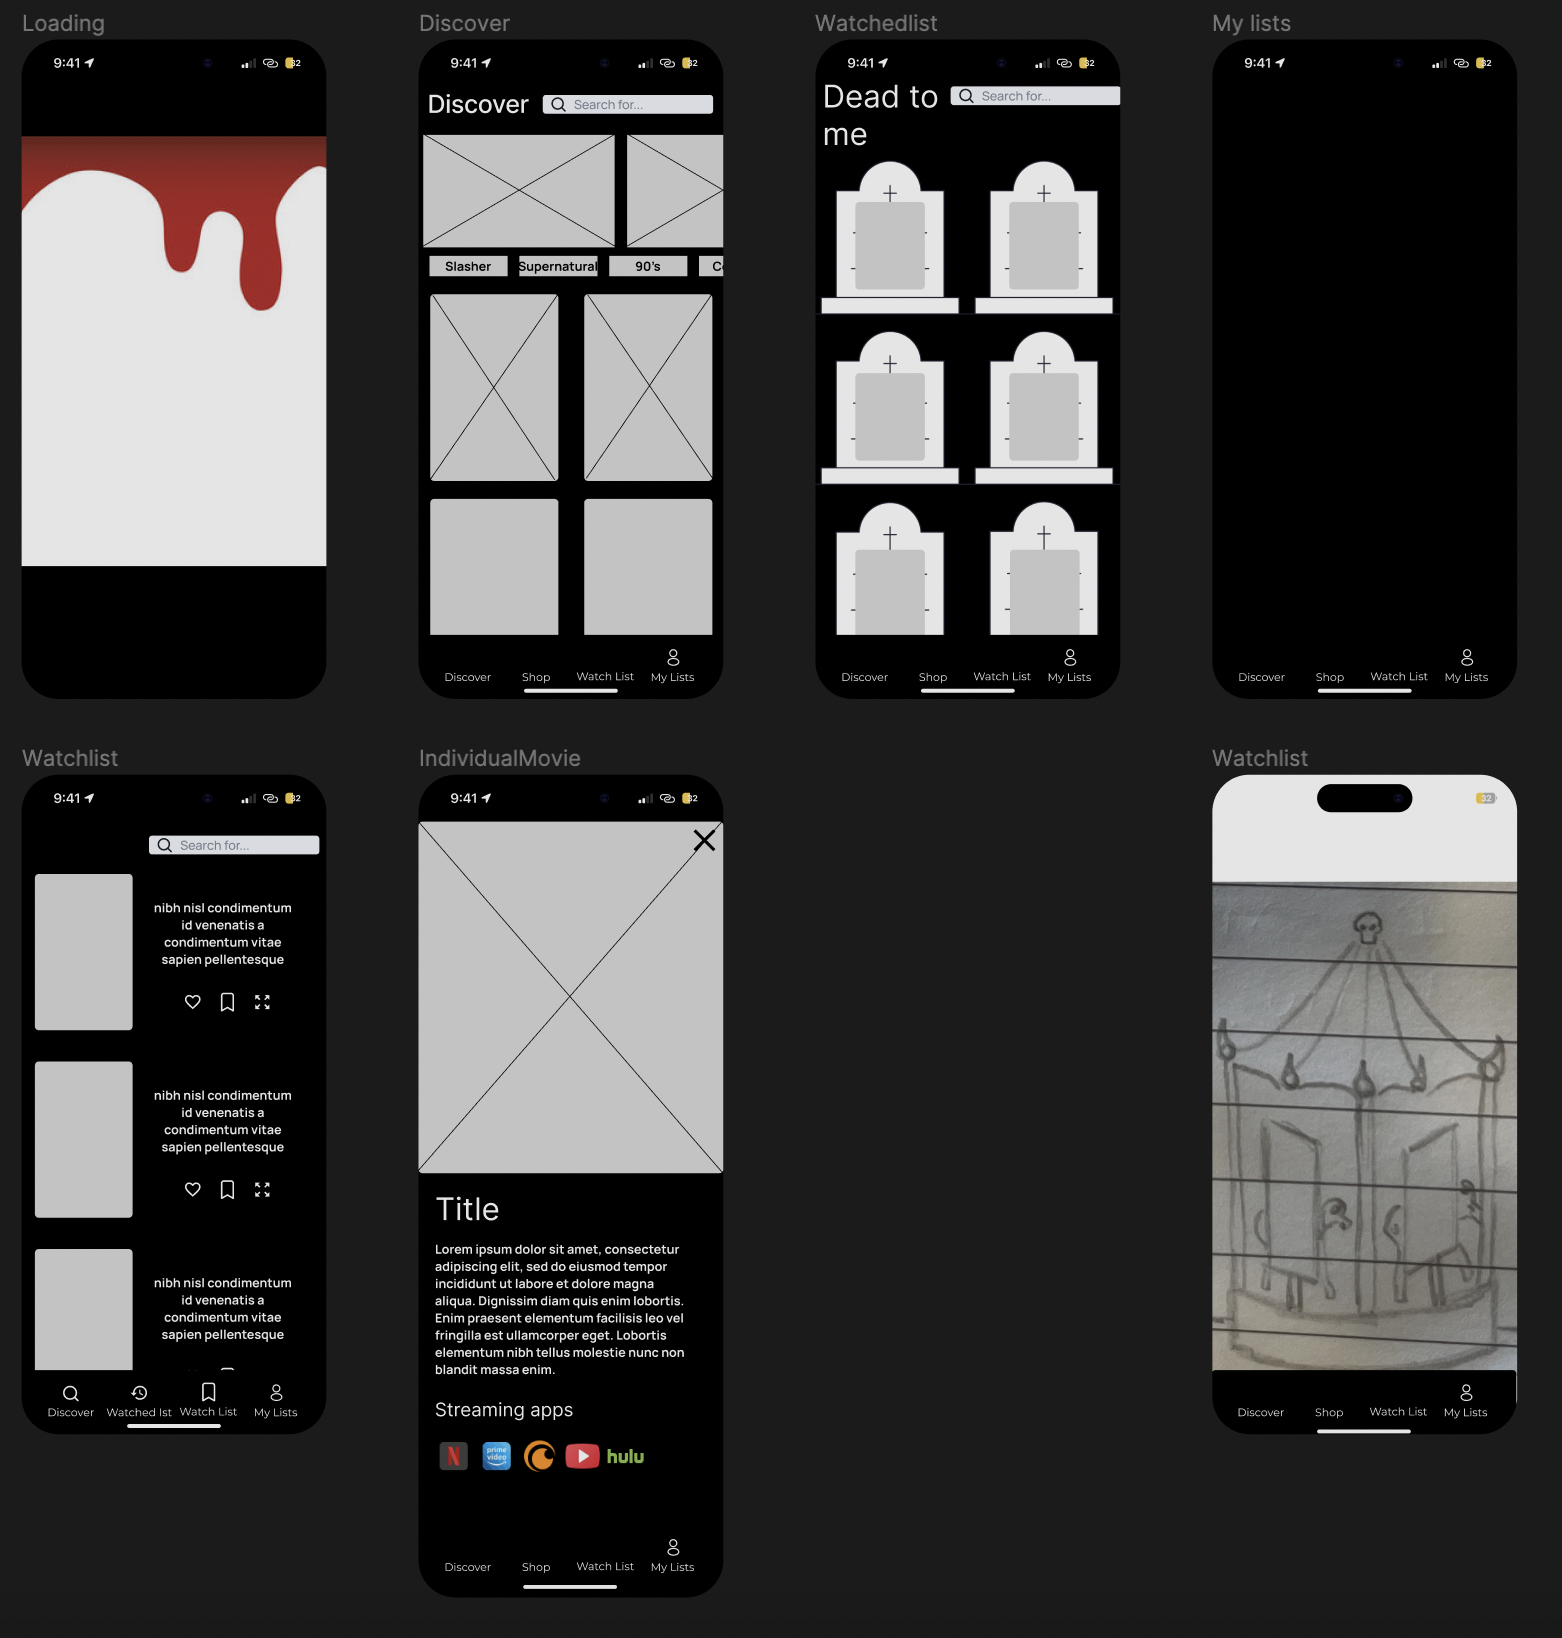 Loading
9:41
32
Discover
9:41
32
Discover
Search for...
Slasher
Supernatural
90's
Discover
Shop
Watch List
My Lists
Watchedlist
9:41
32
Dead to
me
Search for...
Discover
Shop
Watch List
My Lists
My lists
9:41
32
Discover
Shop
Watch List
My Lists
Watchlist
9:41
32
Search for...
nibh nisl condimentum
id venenatis a
condimentum vitae
sapien pellentesque
nibh nisl condimentum
id venenatis a
condimentum vitae
sapien pellentesque
nibh nisl condimentum
id venenatis a
condimentum vitae
sapien pellentesque
Discover
Watched lst
Watch List
My Lists
IndividualMovie
9:41
32
Title
Lorem ipsum dolor sit amet, consectetur
adipiscing elit, sed do eiusmod tempor
incididunt ut labore et dolore magna
aliqua. Dignissim diam quis enim lobortis.
Enim praesent elementum facilisis leo vel
fringilla est ullamcorper eget. Lobortis
elementum nibh tellus molestie nunc non
blandit massa enim.
Streaming apps
N
prime
video
hulu
Discover
Shop
Watch List
My Lists
Watchlist
32
Discover
Shop
Watch List
My Lists